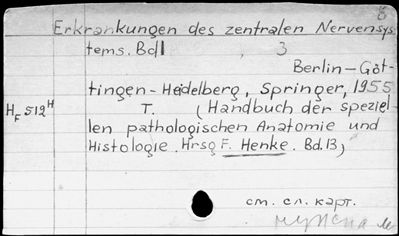 8
Erkrankungen des zentralen Nervensys
tems. Bd1, 3
Berlin-Göt-
tingen-Heidelberg, Springer, 1955
HF 512H T. (Handbuch der speziel-
len pathologischen Anatomie und
Histologie. Hrsg F. Henke. Bd.13)
см. сл. карт.